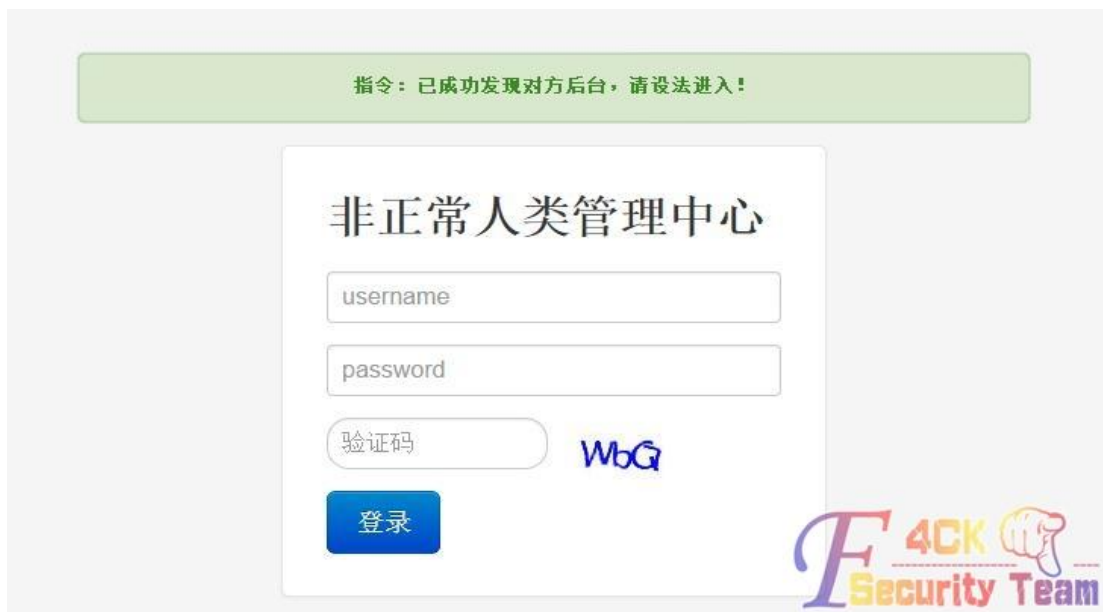 指令：已成功发现对方后台，请设法进入！
非正常人类管理中心
username
password
验证码 WbG
登录
F4CK
Security Team